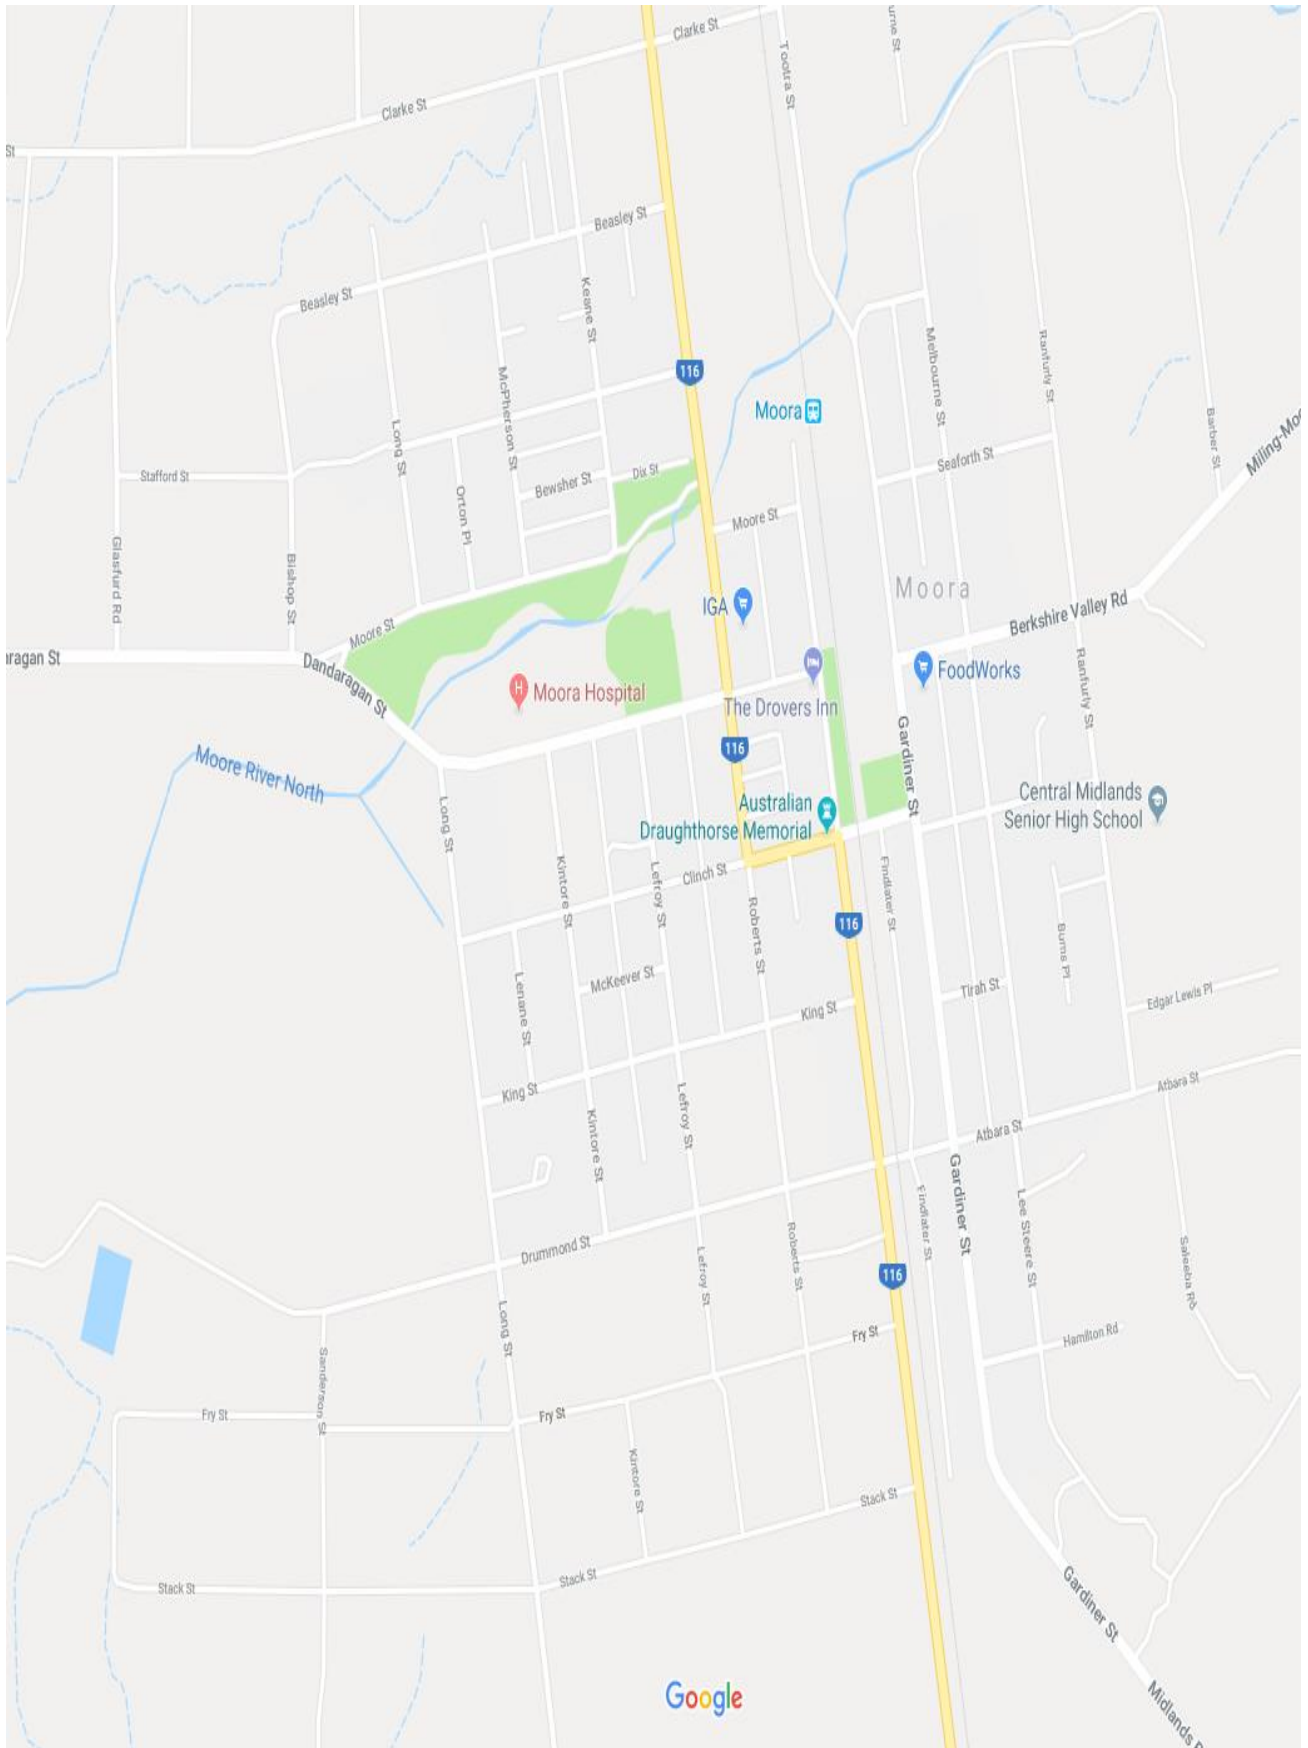 Clarke St
Tootra St
urne St
Clarke St
St
Beasley St
Beasley St
Keane St
Melbourne St
Ranfurly St
116
McPherson St
Moora
Barber St
Miling-Moo
Long St
Seaforth St
Stafford St
Dix St
Bewsher St
Orton Pl
Moore St
Glasfurd Rd
Bishop St
Moora
IGA
Berkshire Valley Rd
Moore St
ragan St
Dandaragan St
FoodWorks
Ranfurly St
Moora Hospital
The Drovers Inn
Gardiner St
116
Moore River North
Central Midlands
Senior High School
Australian
Draughthorse Memorial
Long St
Kintore St
Lefroy St
Clinch St
Findlater St
Roberts St
116
Burns Pl
McKeever St
Lenane St
Tirah St
Edgar Lewis Pl
King St
King St
Lefroy St
Atbara St
Kintore St
Atbara St
Gardiner St
Findlater St
Lee Steere St
Drummond St
Roberts St
Lefroy St
116
Saleeba Rd
Long St
Fry St
Hamilton Rd
Sanderson St
Fry St
Fry St
Kintore St
Stack St
Stack St
Stack St
Gardiner St
Google
Midlands R